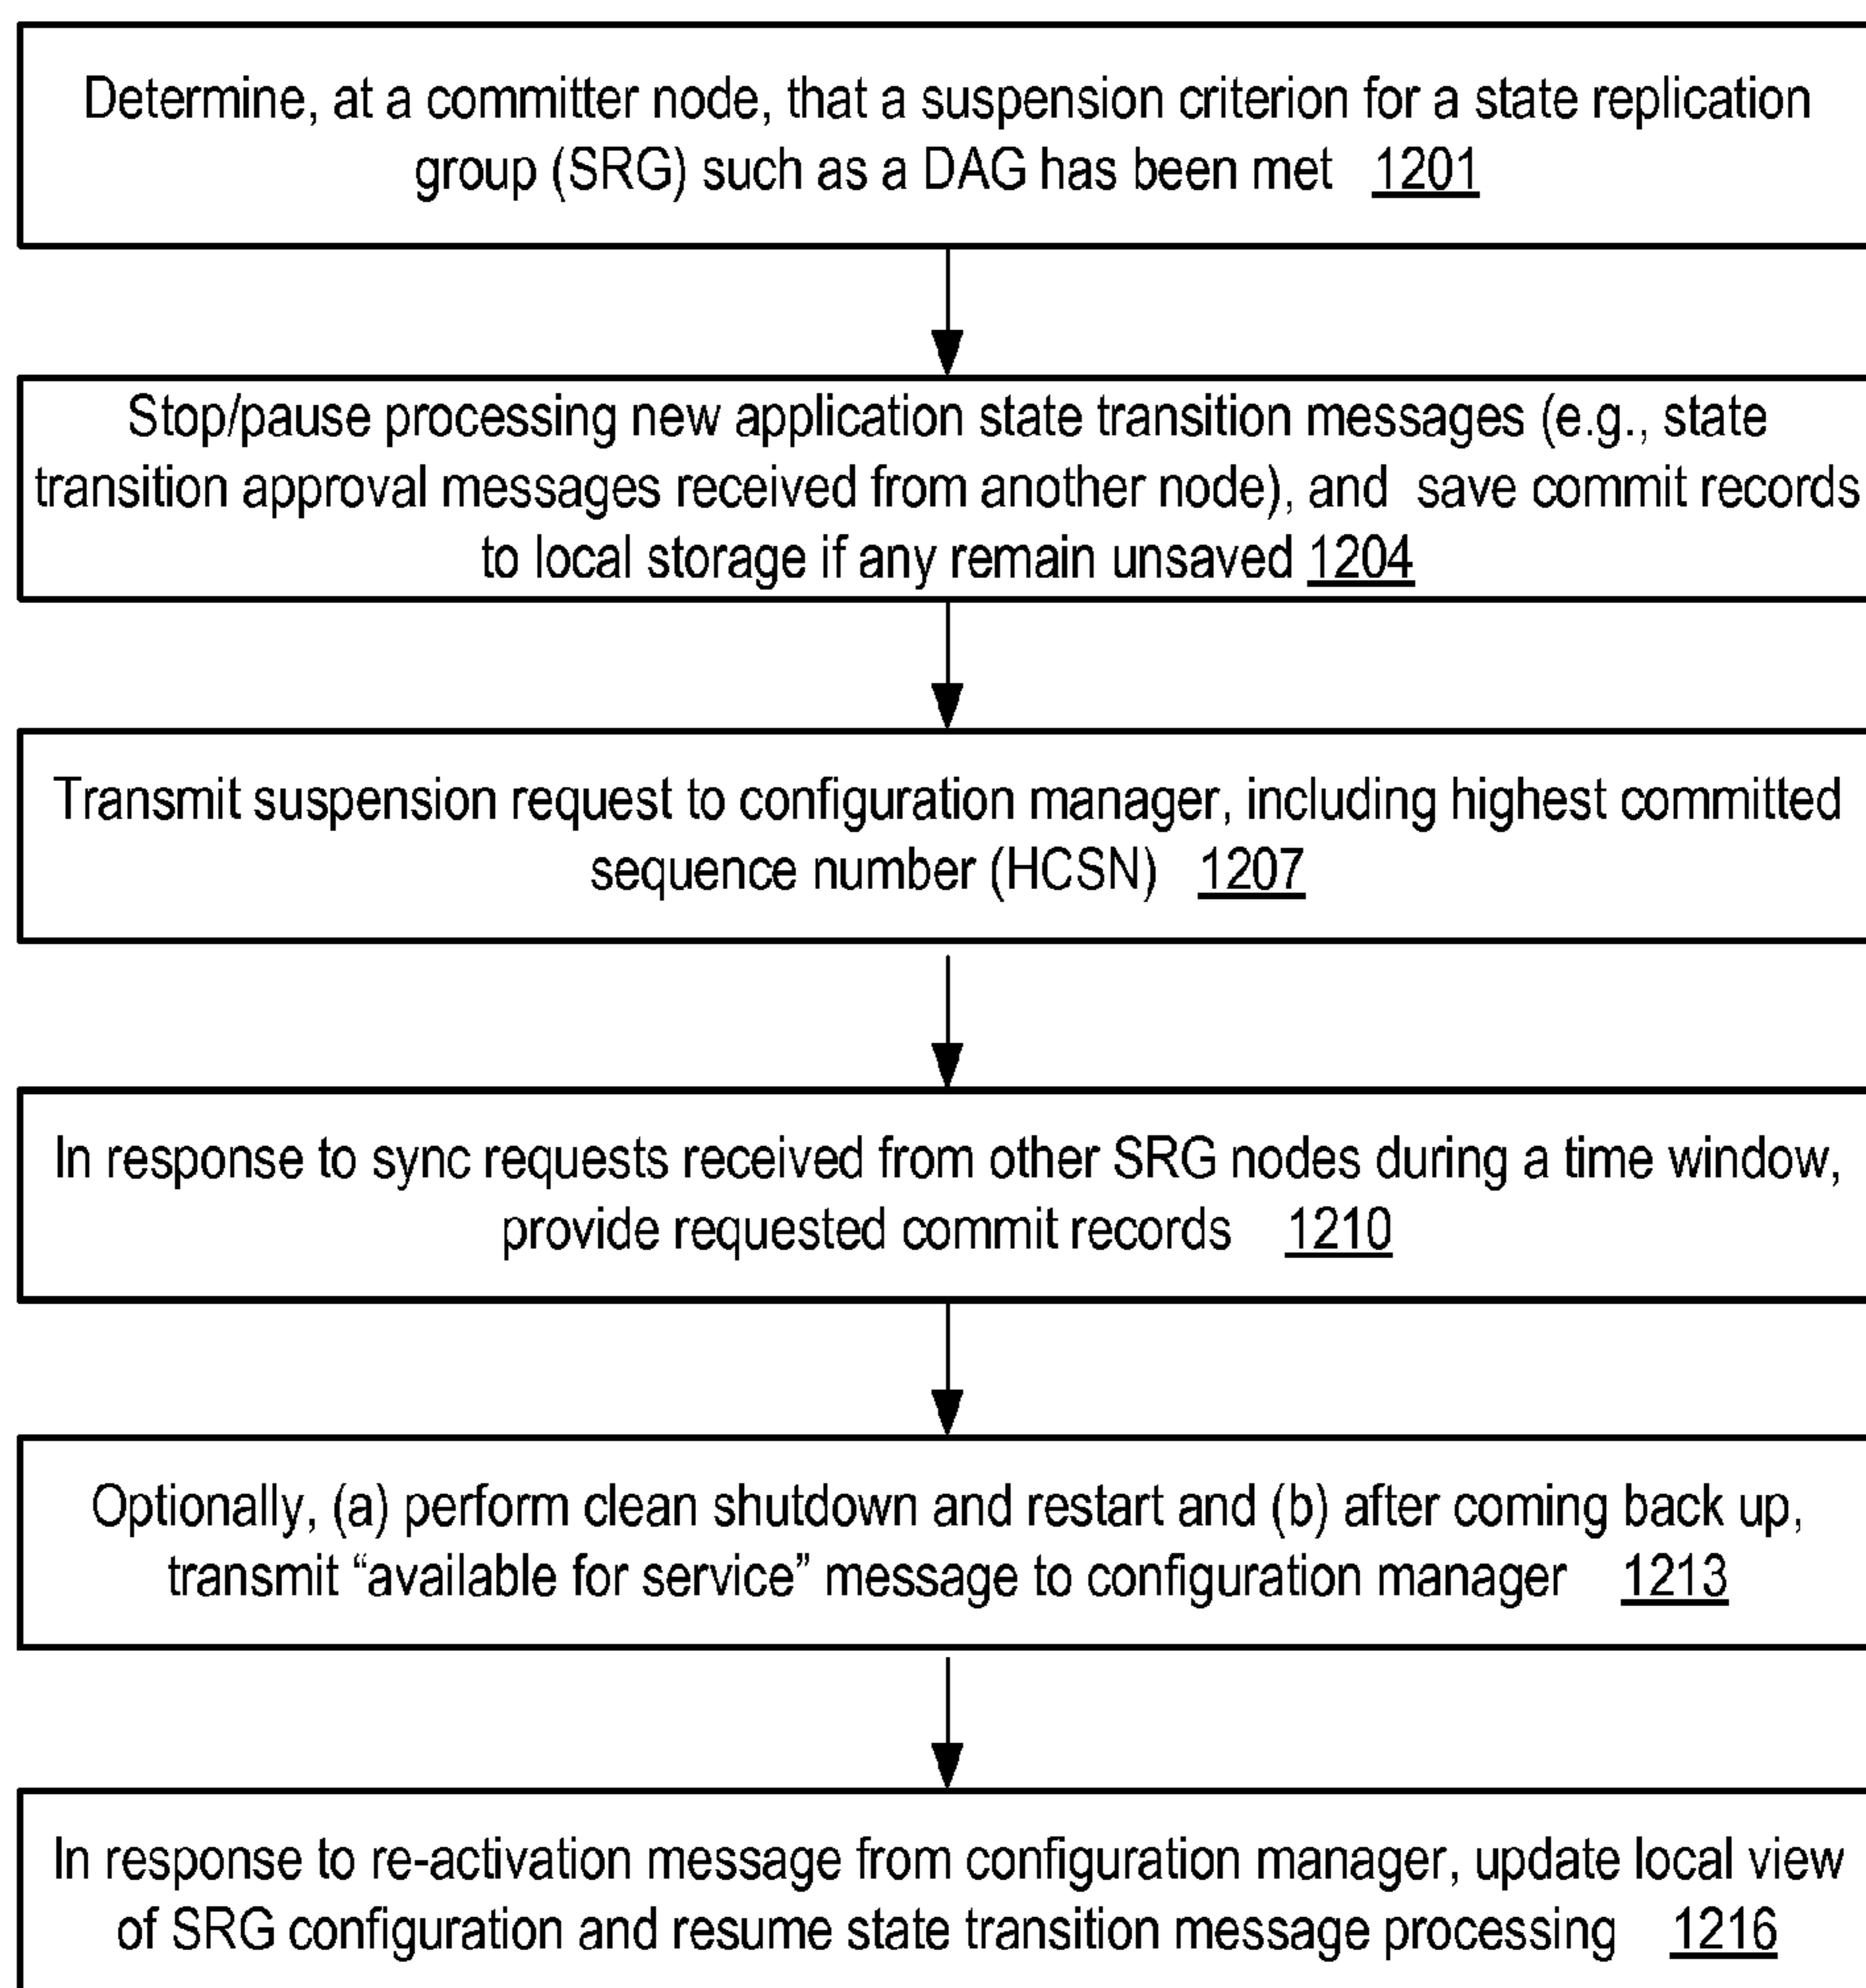 Determine, at a committer node, that a suspension criterion for a state replication
group (SRG) such as a DAG has been met 1201
Stop/pause processing new application state transition messages (e.g., state
transition approval messages received from another node), and save commit records
to local storage if any remain unsaved 1204
Transmit suspension request to configuration manager, including highest committed
sequence number (HCSN) 1207
In response to sync requests received from other SRG nodes during a time window,
provide requested commit records 1210
Optionally, (a) perform clean shutdown and restart and (b) after coming back up,
transmit “available for service” message to configuration manager 1213
In response to re-activation message from configuration manager, update local view
of SRG configuration and resume state transition message processing 1216